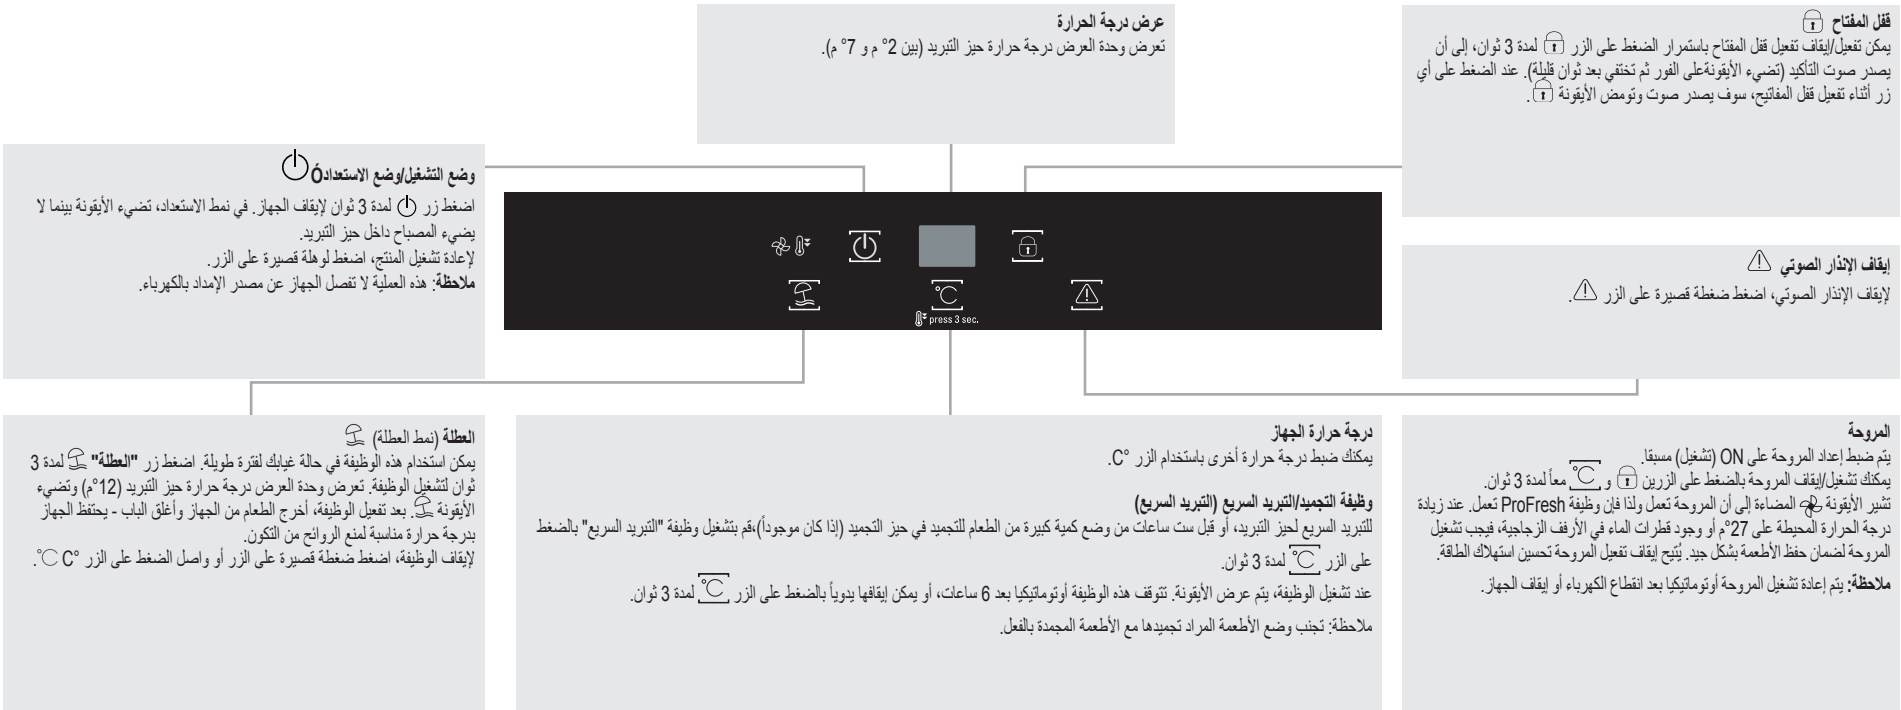 قفل المفتاح
يمكن تفعيل/إيقاف تفعيل قفل المفتاح باستمرار الضغط على الزر لمدة 3 ثوان، إلى أن
يصدر صوت التأكيد (تضيء الأيقونةعلى الفور ثم تختفي بعد ثوان قليلة). عند الضغط على أي
زر أثناء تفعيل قفل المفاتيح، سوف يصدر صوت وتومض الأيقونة .
عرض درجة الحرارة
تعرض وحدة العرض درجة حرارة حيز التبريد (بين 2° م و 7° م).
وضع التشغيل/وضع الاستعدادÓ
اضغط زر لمدة 3 ثوان لإيقاف الجهاز. في نمط الاستعداد، تضيء الأيقونة بينما لا
يضيء المصباح داخل حيز التبريد.
لإعادة تشغيل المنتج، اضغط لوهلة قصيرة على الزر.
ملاحظة: هذه العملية لا تفصل الجهاز عن مصدر الإمداد بالكهرباء.
إيقاف الإنذار الصوتي
لإيقاف الإنذار الصوتي، اضغط ضغطة قصيرة على الزر .
°C
press 3 sec.
المروحة
يتم ضبط إعداد المروحة على ON (تشغيل) مسبقا.
يمكنك تشغيل/إيقاف المروحة بالضغط على الزرين و °C معاً لمدة 3 ثوان.
تشير الأيقونة المضاءة إلى أن المروحة تعمل ولذا فإن وظيفة ProFresh تعمل. عند زيادة
درجة الحرارة المحيطة على 27°م أو وجود قطرات الماء في الأرفف الزجاجية، فيجب تشغيل
المروحة لضمان حفظ الأطعمة بشكل جيد. يُتيح إيقاف تفعيل المروحة تحسين استهلاك الطاقة.
ملاحظة: يتم إعادة تشغيل المروحة أوتوماتيكيا بعد انقطاع الكهرباء أو إيقاف الجهاز.
درجة حرارة الجهاز
يمكنك ضبط درجة حرارة أخرى باستخدام الزر °C.
وظيفة التجميد/التبريد السريع (التبريد السريع)
للتبريد السريع لحيز التبريد، أو قبل ست ساعات من وضع كمية كبيرة من الطعام للتجميد في حيز التجميد (إذا كان موجوداً)،قم بتشغيل وظيفة "التبريد السريع" بالضغط
على الزر °C لمدة 3 ثوان.
عند تشغيل الوظيفة، يتم عرض الأيقونة. تتوقف هذه الوظيفة أوتوماتيكيا بعد 6 ساعات، أو يمكن إيقافها يدوياً بالضغط على الزر °C لمدة 3 ثوان.
ملاحظة: تجنب وضع الأطعمة المراد تجميدها مع الأطعمة المجمدة بالفعل.
العطلة (نمط العطلة)
يمكن استخدام هذه الوظيفة في حالة غيابك لفترة طويلة. اضغط زر "العطلة" لمدة 3
ثوان لتشغيل الوظيفة. تعرض وحدة العرض درجة حرارة حيز التبريد (12°م) وتضيء
الأيقونة . بعد تفعيل الوظيفة، أخرج الطعام من الجهاز وأغلق الباب - يحتفظ الجهاز
بدرجة حرارة مناسبة لمنع الروائح من التكون.
لإيقاف الوظيفة، اضغط ضغطة قصيرة على الزر أو واصل الضغط على الزر °C °C.